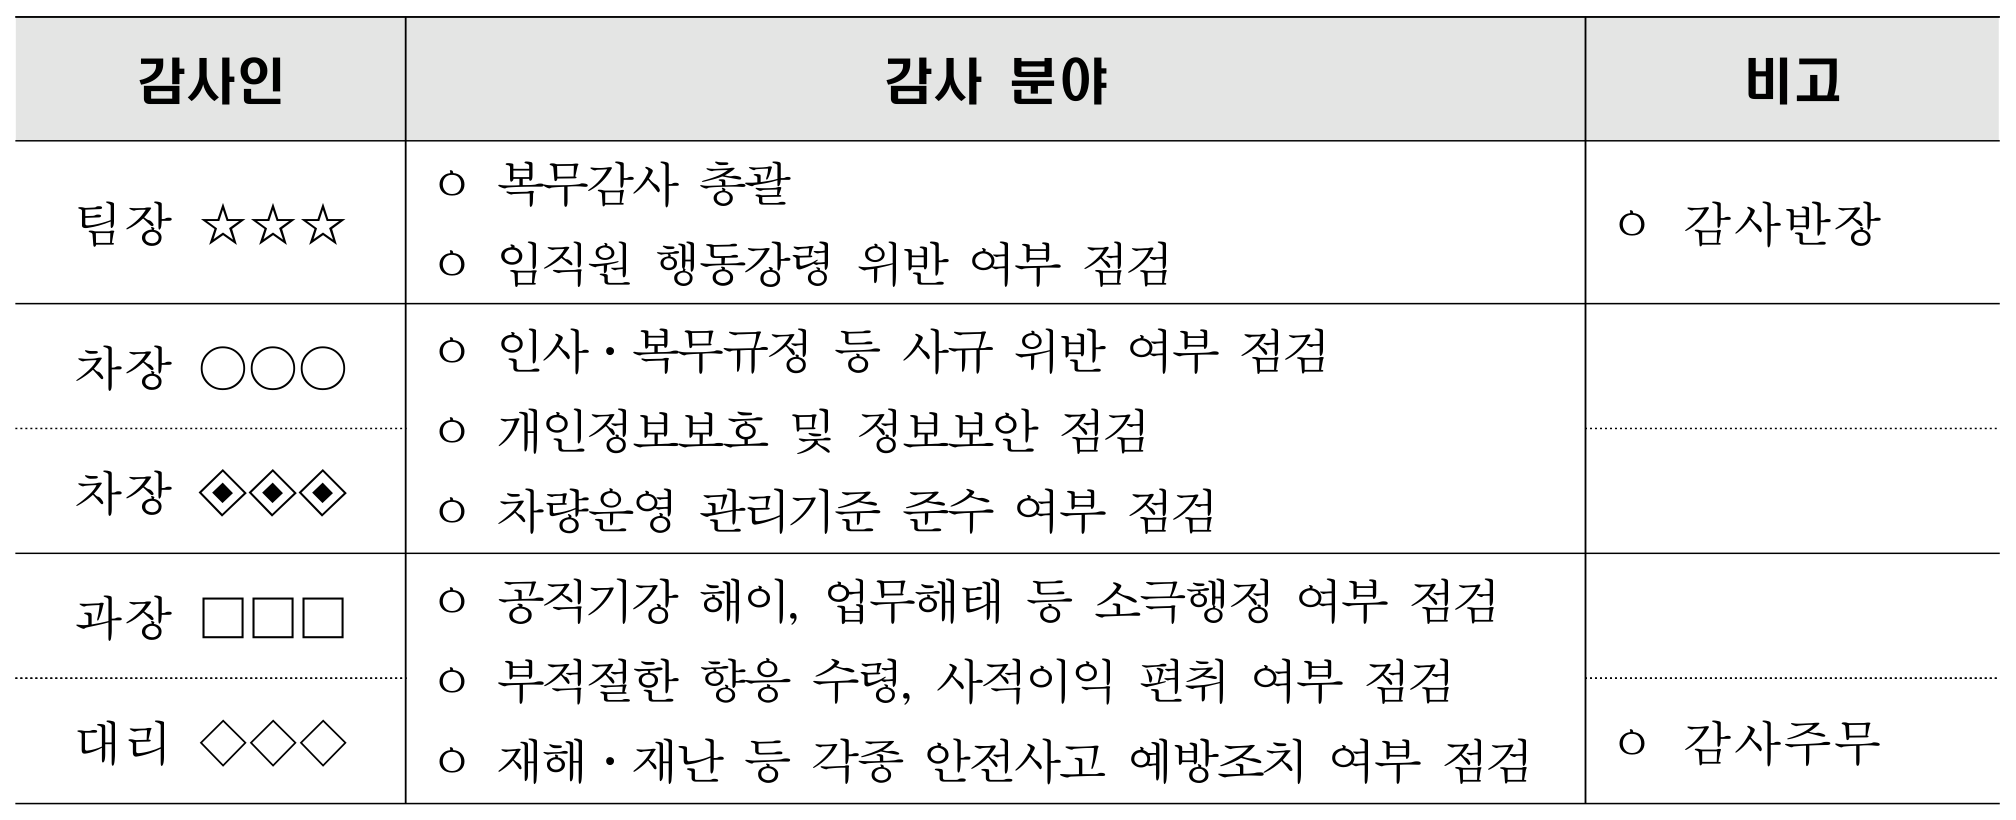 감사인 감사 분야 비고
팀장 ☆☆☆
ㅇ 복무감사 총괄
ㅇ 임직원 행동강령 위반 여부 점검
ㅇ 감사반장
차장 ○○○
차장 ◈◈◈
ㅇ 인사·복무규정 등 사규 위반 여부 점검
ㅇ 개인정보보호 및 정보보안 점검
ㅇ 차량운영 관리기준 준수 여부 점검
과장 □□□
대리 ◇◇◇
ㅇ 공직기강 해이, 업무해태 등 소극행정 여부 점검
ㅇ 부적절한 향응 수령, 사적이익 편취 여부 점검
ㅇ 재해·재난 등 각종 안전사고 예방조치 여부 점검
ㅇ 감사주무